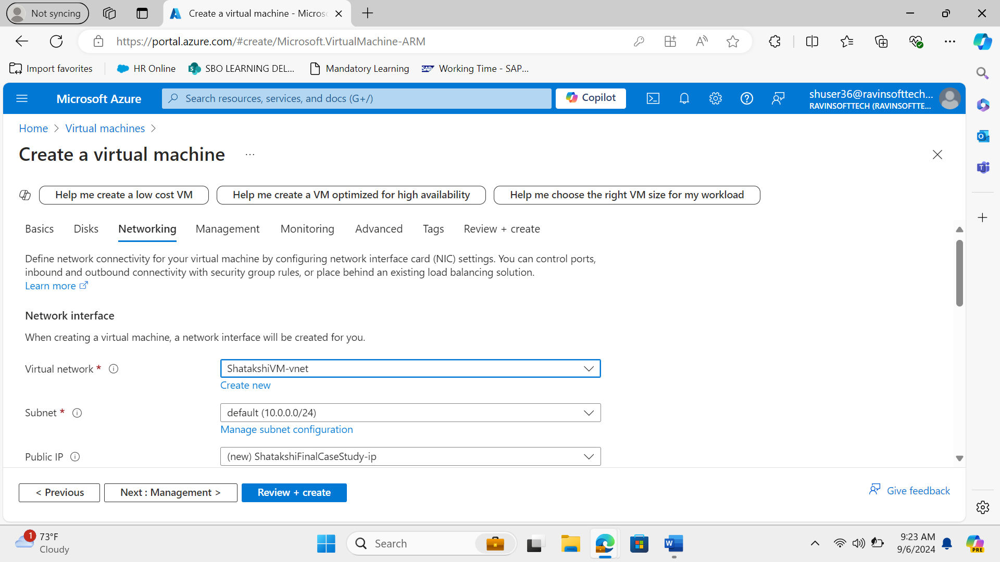 Not syncing
Create a virtual machine - Micros
https://portal.azure.com/#create/Microsoft.VirtualMachine-ARM
Import favorites
HR Online
SBO LEARNING DEL...
Mandatory Learning
Working Time - SAP...
Microsoft Azure
Search resources, services, and docs (G+/)
Copilot
shuser36@ravinsofttech...
RAVINSOFTTECH (RAVINSOFTTE...
Home > Virtual machines >
Create a virtual machine ...
Help me create a low cost VM
Help me create a VM optimized for high availability
Help me choose the right VM size for my workload
Basics Disks Networking Management Monitoring Advanced Tags Review + create
Define network connectivity for your virtual machine by configuring network interface card (NIC) settings. You can control ports,
inbound and outbound connectivity with security group rules, or place behind an existing load balancing solution.
Learn more
Network interface
When creating a virtual machine, a network interface will be created for you.
Virtual network *
ShatakshiVM-vnet
Create new
Subnet *
default (10.0.0.0/24)
Manage subnet configuration
Public IP
(new) ShatakshiFinalCaseStudy-ip
< Previous
Next : Management >
Review + create
Give feedback
1
73°F
Cloudy
Search
9:23 AM
9/6/2024
PRE